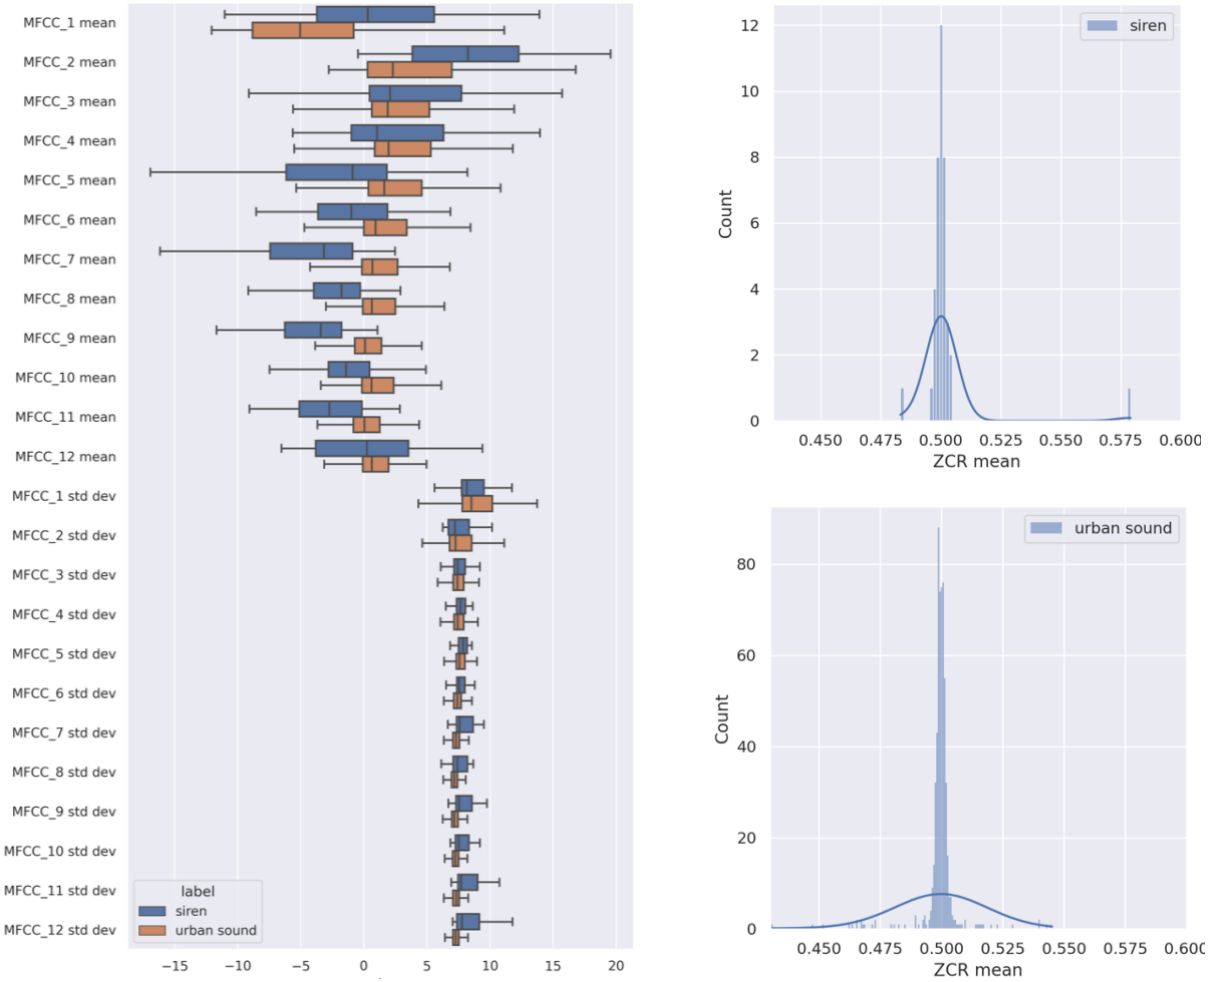 MFCC_1 mean
MFCC_2 mean
MFCC_3 mean
MFCC_4 mean
MFCC_5 mean
MFCC_6 mean
MFCC_7 mean
MFCC_8 mean
MFCC_9 mean
MFCC_10 mean
MFCC_11 mean
MFCC_12 mean
MFCC_1 std dev
MFCC_2 std dev
MFCC_3 std dev
MFCC_4 std dev
MFCC_5 std dev
MFCC_6 std dev
MFCC_7 std dev
MFCC_8 std dev
MFCC_9 std dev
MFCC_10 std dev
MFCC_11 std dev
MFCC_12 std dev
label
siren
urban sound
−15 −10 −5 0 5 10 15 20
siren
Count
12
10
8
6
4
2
0
0.450 0.475 0.500 0.525 0.550 0.575 0.600
ZCR mean
urban sound
Count
80
60
40
20
0
0.450 0.475 0.500 0.525 0.550 0.575 0.600
ZCR mean